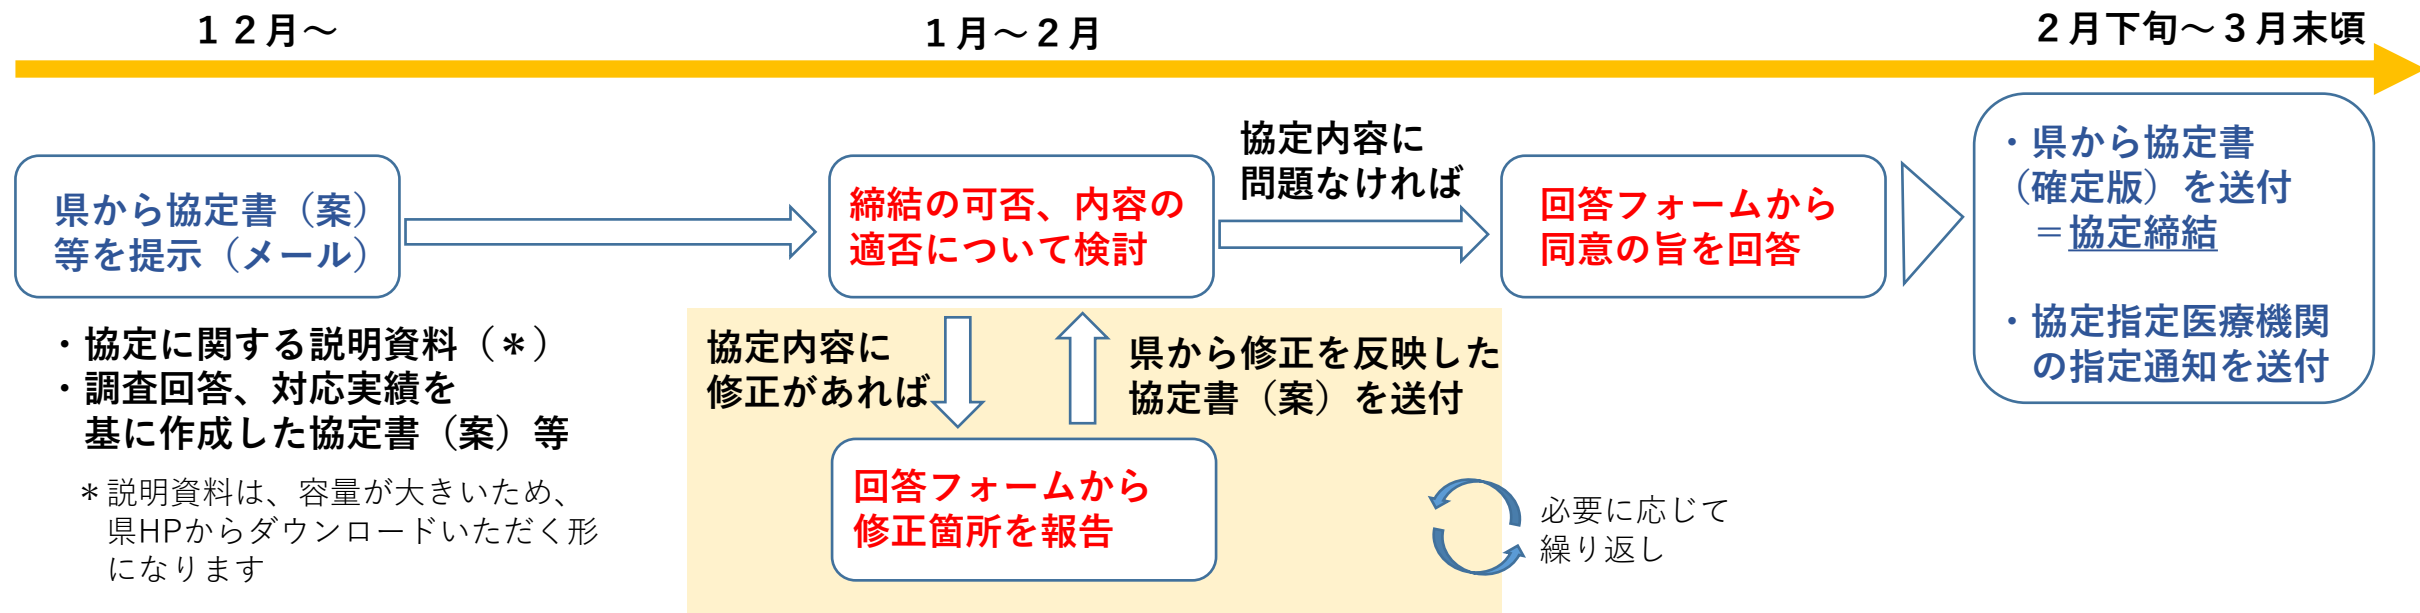 １２月～
１月～２月
２月下旬～３月末頃
県から協定書（案）
等を提示（メール）
・協定に関する説明資料（＊）
・調査回答、対応実績を
基に作成した協定書（案）等
＊説明資料は、容量が大きいため、
県HPからダウンロードいただく形
になります
締結の可否、内容の
適否について検討
協定内容に
問題なければ
回答フォームから
同意の旨を回答
協定内容に
修正があれば
県から修正を反映した
協定書（案）を送付
回答フォームから
修正箇所を報告
必要に応じて
繰り返し
・県から協定書
（確定版）を送付
＝協定締結
・協定指定医療機関
の指定通知を送付